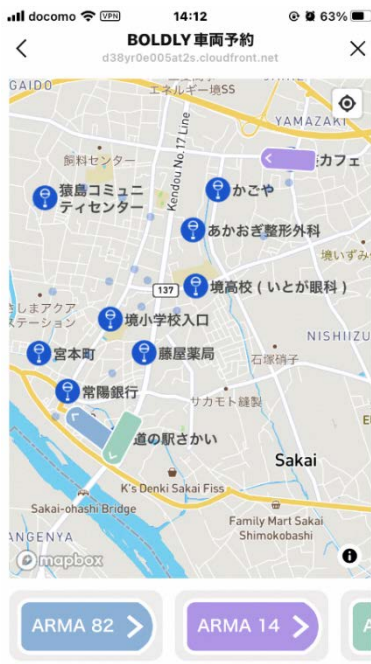 docomo VPN
14:12
63%
BOLDLY 車両予約
d38yr0e005at2s.cloudfront.net
GAIDO
エネルギー境SS
YAMAZAKI
Kendou No.17 Line
飼料センター
カフェ
猿島コミュニ
ティセンター
かごや
あかおぎ整形外科
境いずみ
137
境高校 ( いとが眼科 )
しまアクア
ステーション
境小学校入口
NISHIIZU
宮本町
藤屋薬局
石塚硝子
常陽銀行
サカモト縫製
道の駅さかい
Sakai
K's Denki Sakai Fiss
Sakai-ohashi Bridge
Family Mart Sakai
Shimokobashi
ANGENYA
mapbox
ARMA 82
ARMA 14
A